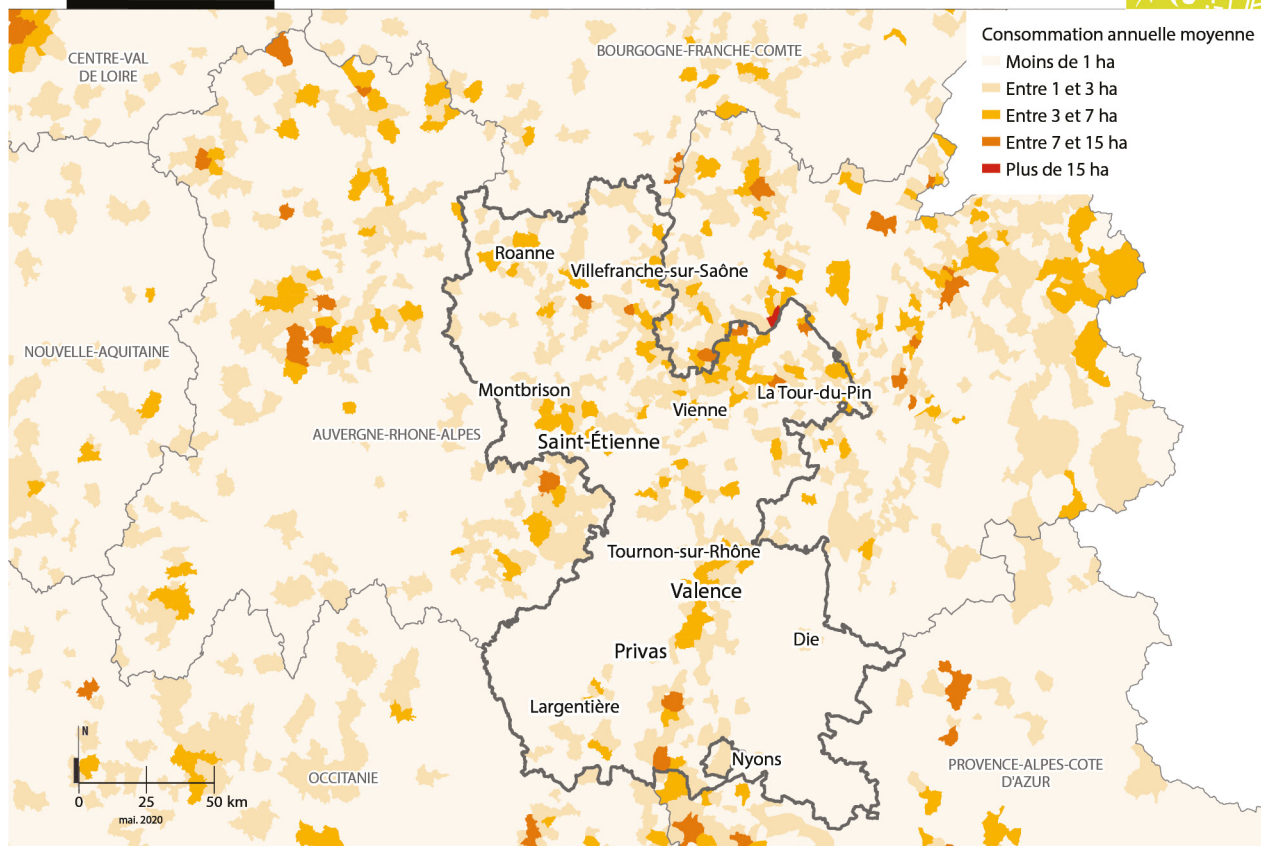 CENTRE-VAL
DE LOIRE
BOURGOGNE-FRANCHE-COMTE
Consommation annuelle moyenne
Moins de 1 ha
Entre 1 et 3 ha
Entre 3 et 7 ha
Entre 7 et 15 ha
Plus de 15 ha
Roanne
Villefranche-sur-Saône
NOUVELLE-AQUITAINE
Montbrison
La Tour-du-Pin
Vienne
AUVERGNE-RHONE-ALPES
Saint-Étienne
Tournon-sur-Rhône
Valence
Die
Privas
Largentière
N
Nyons
OCCITANIE
PROVENCE-ALPES-COTE
D'AZUR
0 25 50 km
mai. 2020